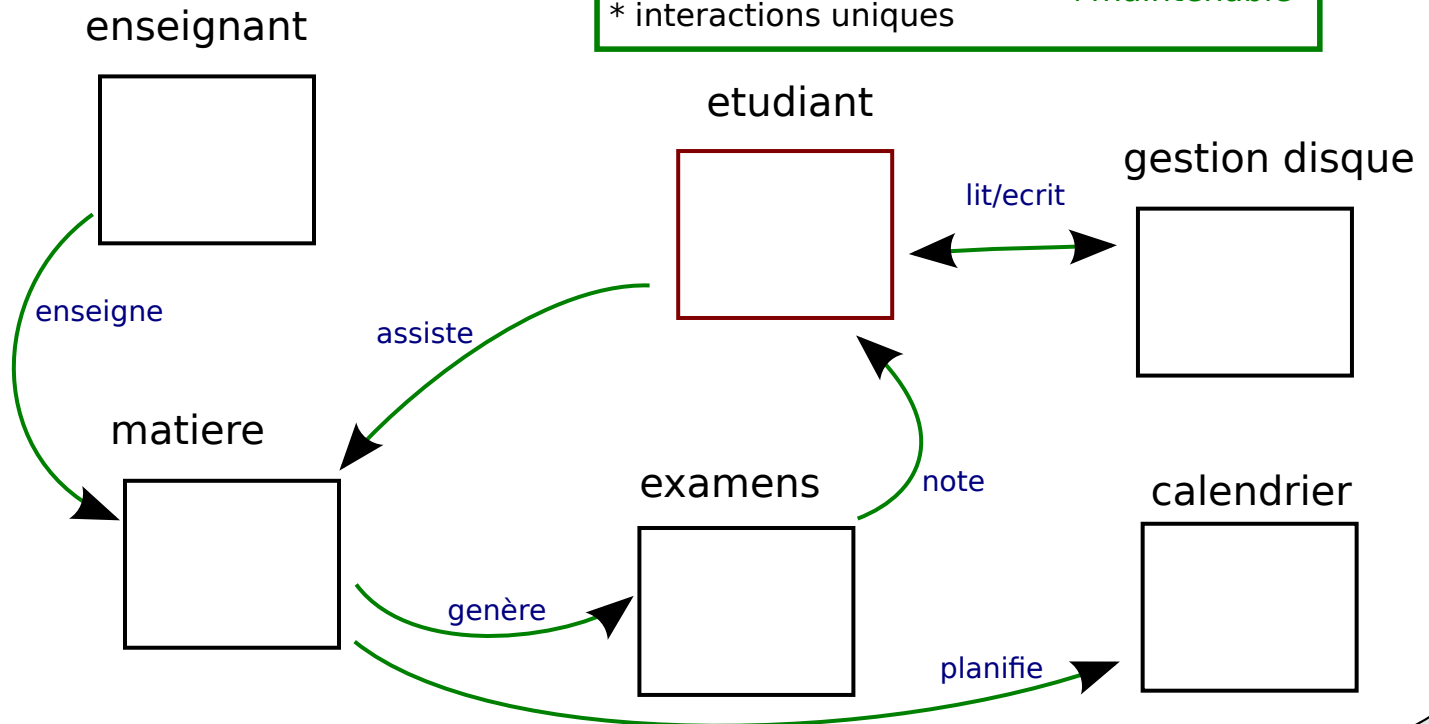 * interactions uniques
enseignant
etudiant
gestion disque
lit/ecrit
enseigne
assiste
matiere
examens
note
calendrier
genère
planifie